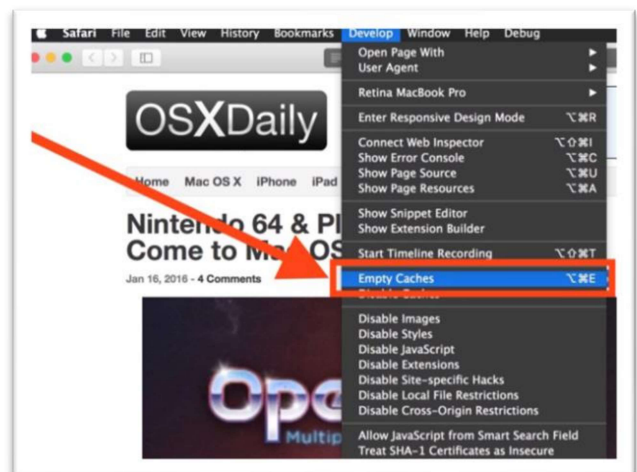 Safari File Edit View History Bookmarks Develop Window Help Debug
Open Page With ▶
User Agent ▶
Retina MacBook Pro ▶
Enter Responsive Design Mode ⌥⌘R
Connect Web Inspector ⌥⇧⌘I
Show Error Console ⌥⌘C
Show Page Source ⌥⌘U
Show Page Resources ⌥⌘A
Show Snippet Editor
Show Extension Builder
Start Timeline Recording ⌥⇧⌘T
Empty Caches ⌥⌘E
Disable Caches
Disable Images
Disable Styles
Disable JavaScript
Disable Extensions
Disable Site-specific Hacks
Disable Local File Restrictions
Disable Cross-Origin Restrictions
Allow JavaScript from Smart Search Field
Treat SHA-1 Certificates as Insecure
OSXDaily
Home Mac OS X iPhone iPad
Nintendo 64 & Pl
Come to Mac OS
Jan 16, 2016 - 4 Comments
Ope
Multip